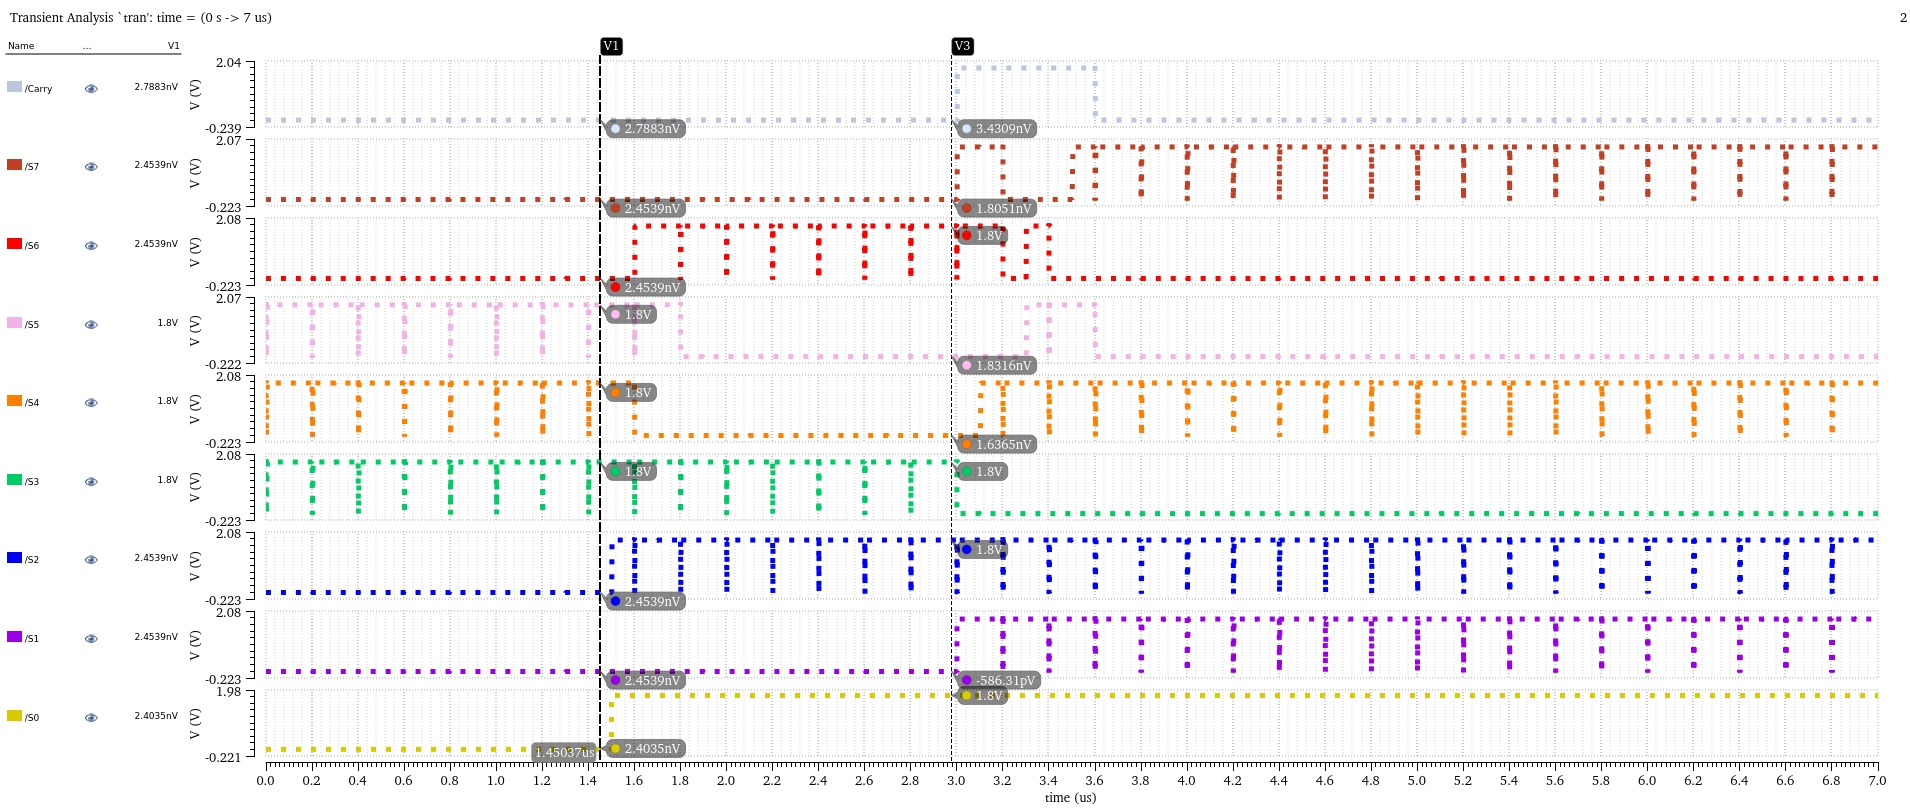 Transient Analysis `tran': time = (0 s -> 7 us)
2
Name ... V1
V1 V3
/Carry 2.7883nV
V (V)
2.04
-0.239
2.7883nV
3.4309nV
/S7 2.4539nV
V (V)
2.07
-0.223
2.4539nV
1.8051nV
/S6 2.4539nV
V (V)
2.08
-0.223
2.4539nV
1.8V
/S5 1.8V
V (V)
2.07
-0.222
1.8V
1.8316nV
/S4 1.8V
V (V)
2.08
-0.223
1.8V
1.6365nV
/S3 1.8V
V (V)
2.08
-0.223
1.8V
1.8V
/S2 2.4539nV
V (V)
2.08
-0.223
2.4539nV
1.8V
/S1 2.4539nV
V (V)
2.08
-0.223
2.4539nV
-586.31pV
/S0 2.4035nV
V (V)
1.98
-0.221
1.45037us
2.4035nV
1.8V
0.0 0.2 0.4 0.6 0.8 1.0 1.2 1.4 1.6 1.8 2.0 2.2 2.4 2.6 2.8 3.0 3.2 3.4 3.6 3.8 4.0 4.2 4.4 4.6 4.8 5.0 5.2 5.4 5.6 5.8 6.0 6.2 6.4 6.6 6.8 7.0
time (us)